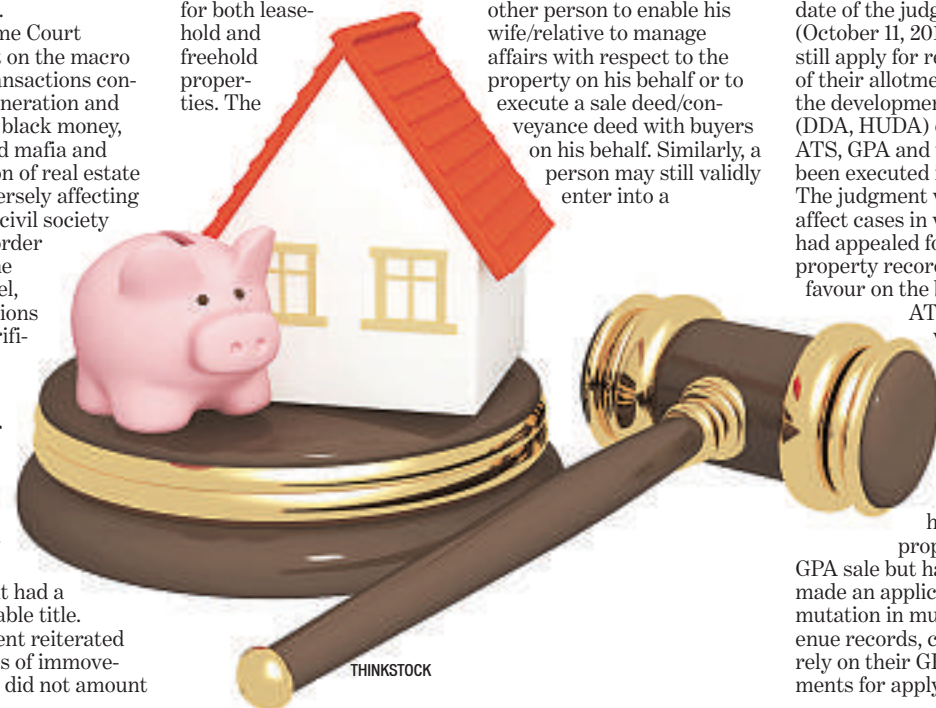 me Court
on the macro
nsactions con-
neration and
black money,
d mafia and
on of real estate
ersely affecting
civil society
order
ne
el,
ions
rifi-
t had a
able title.
ent reiterated
s of immove-
did not amount
for both lease-
hold and
freehold
proper-
ties. The
other person to enable his
wife/relative to manage
affairs with respect to the
property on his behalf or to
execute a sale deed/con-
veyance deed with buyers
on his behalf. Similarly, a
person may still validly
enter into a
date of the judg
(October 11, 201
still apply for re
of their allotme
the developmen
(DDA, HUDA)
ATS, GPA and
been executed
The judgment
affect cases in
had appealed fo
property recor
favour on the
AT
h
prop
GPA sale but ha
made an applic
mutation in mu
enue records, c
rely on their GP
ments for apply
THINKSTOCK